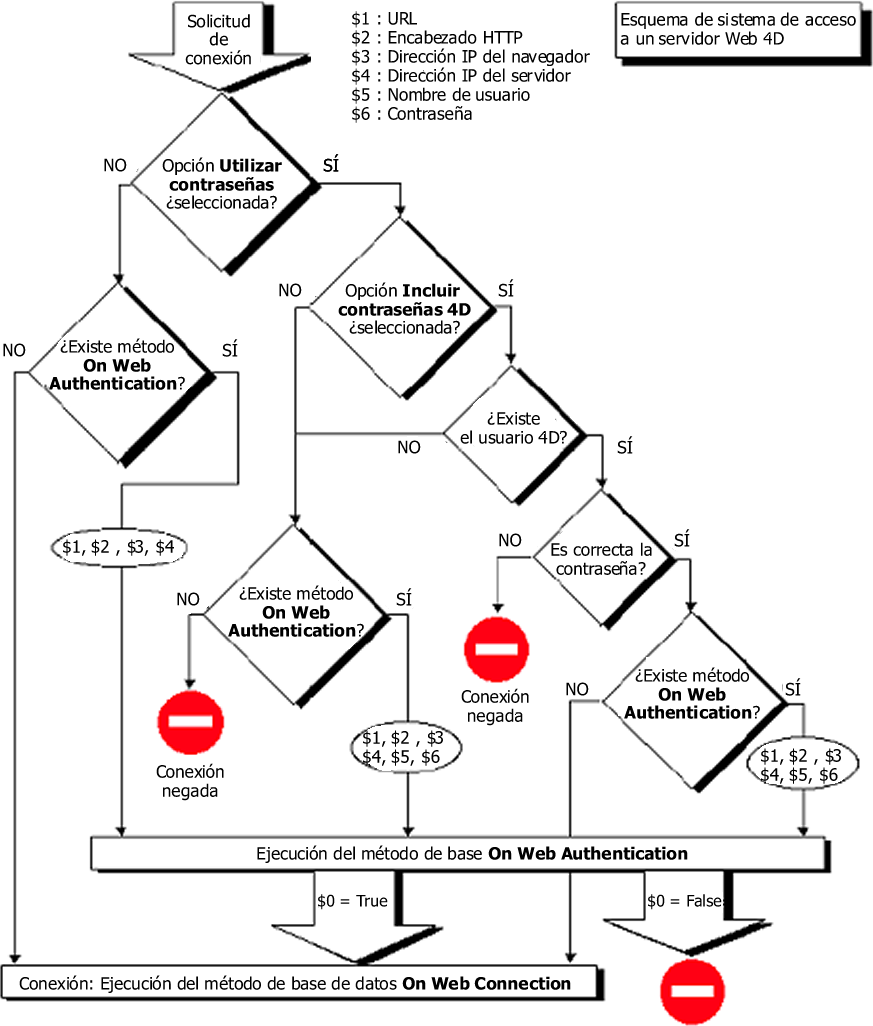 Solicitud
de
conexión
$1 : URL
$2 : Encabezado HTTP
$3 : Dirección IP del navegador
$4 : Dirección IP del servidor
$5 : Nombre de usuario
$6 : Contraseña
Esquema de sistema de acceso
a un servidor Web 4D
NO
Opción Utilizar
contraseñas
¿seleccionada?
SÍ
NO
Opción Incluir
contraseñas 4D
¿seleccionada?
SÍ
NO
¿Existe método
On Web
Authentication?
SÍ
¿Existe
el usuario 4D?
NO
SÍ
$1, $2 , $3, $4
NO
Es correcta la
contraseña?
SÍ
NO
¿Existe método
On Web
Authentication?
SÍ
Conexión
negada
NO
¿Existe método
On Web
Authentication?
SÍ
Conexión
negada
$1, $2 , $3
$4, $5, $6
$1, $2 , $3
$4, $5, $6
Ejecución del método de base On Web Authentication
$0 = True
$0 = False
Conexión: Ejecución del método de base de datos On Web Connection